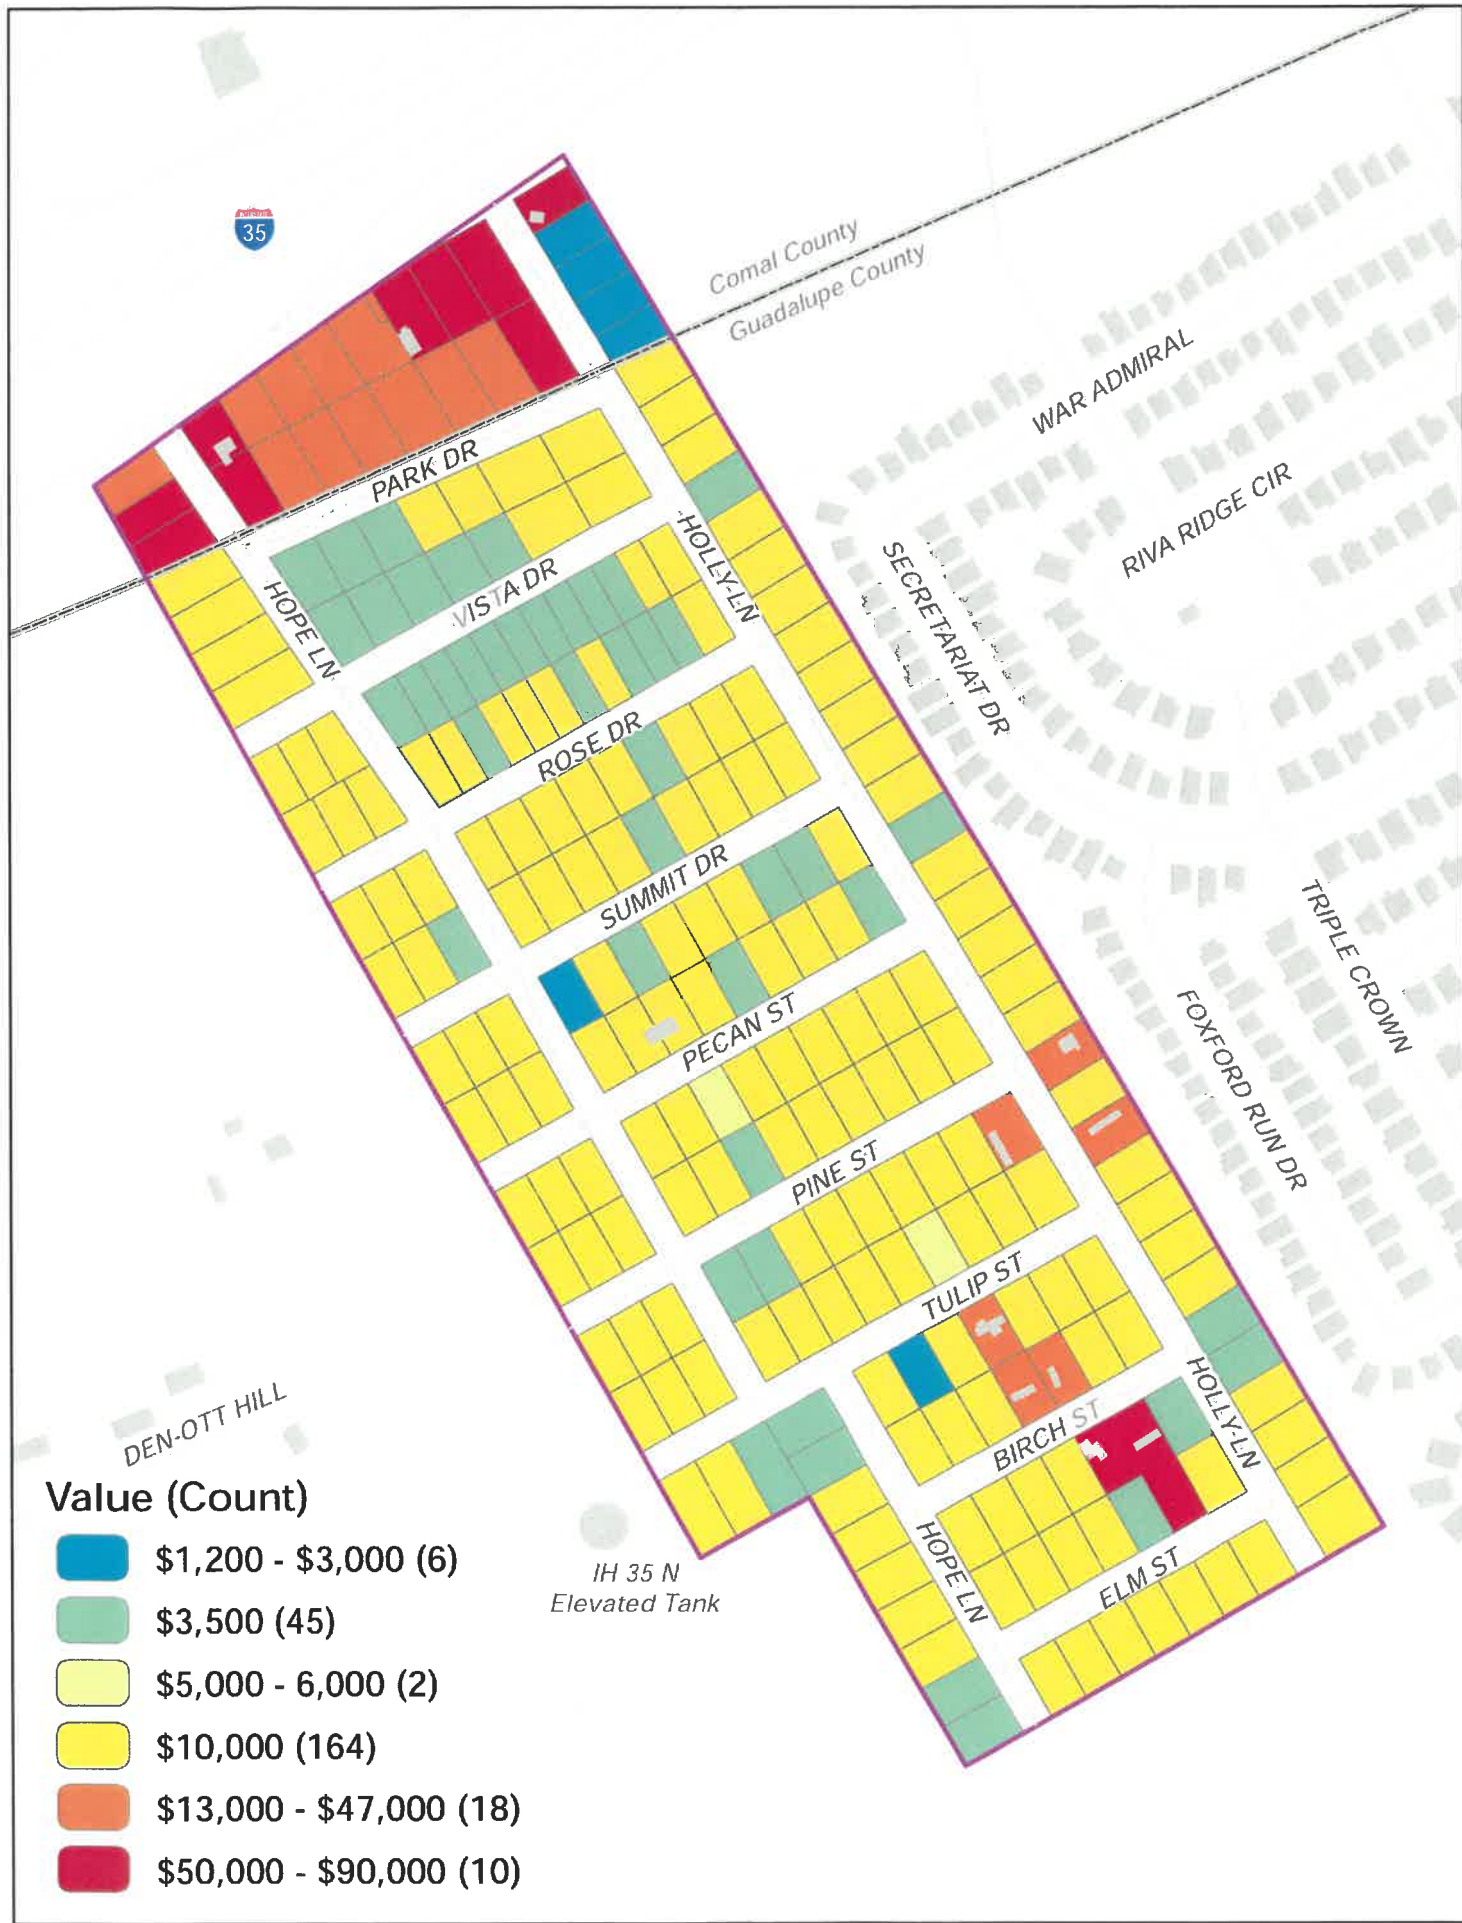 35
Comal County
Guadalupe County
WAR ADMIRAL
PARK DR
RIVA RIDGE CIR
HOLLY LN
SECRETARIAT DR
VISTA DR
HOPE LN
ROSE DR
SUMMIT DR
TRIPLE CROWN
PECAN ST
FOXFORD RUN DR
PINE ST
TULIP ST
HOLLY LN
DEN-OTT HILL
BIRCH ST
HOPE LN
ELM ST
IH 35 N
Elevated Tank
Value (Count)
$1,200 - $3,000 (6)
$3,500 (45)
$5,000 - 6,000 (2)
$10,000 (164)
$13,000 - $47,000 (18)
$50,000 - $90,000 (10)